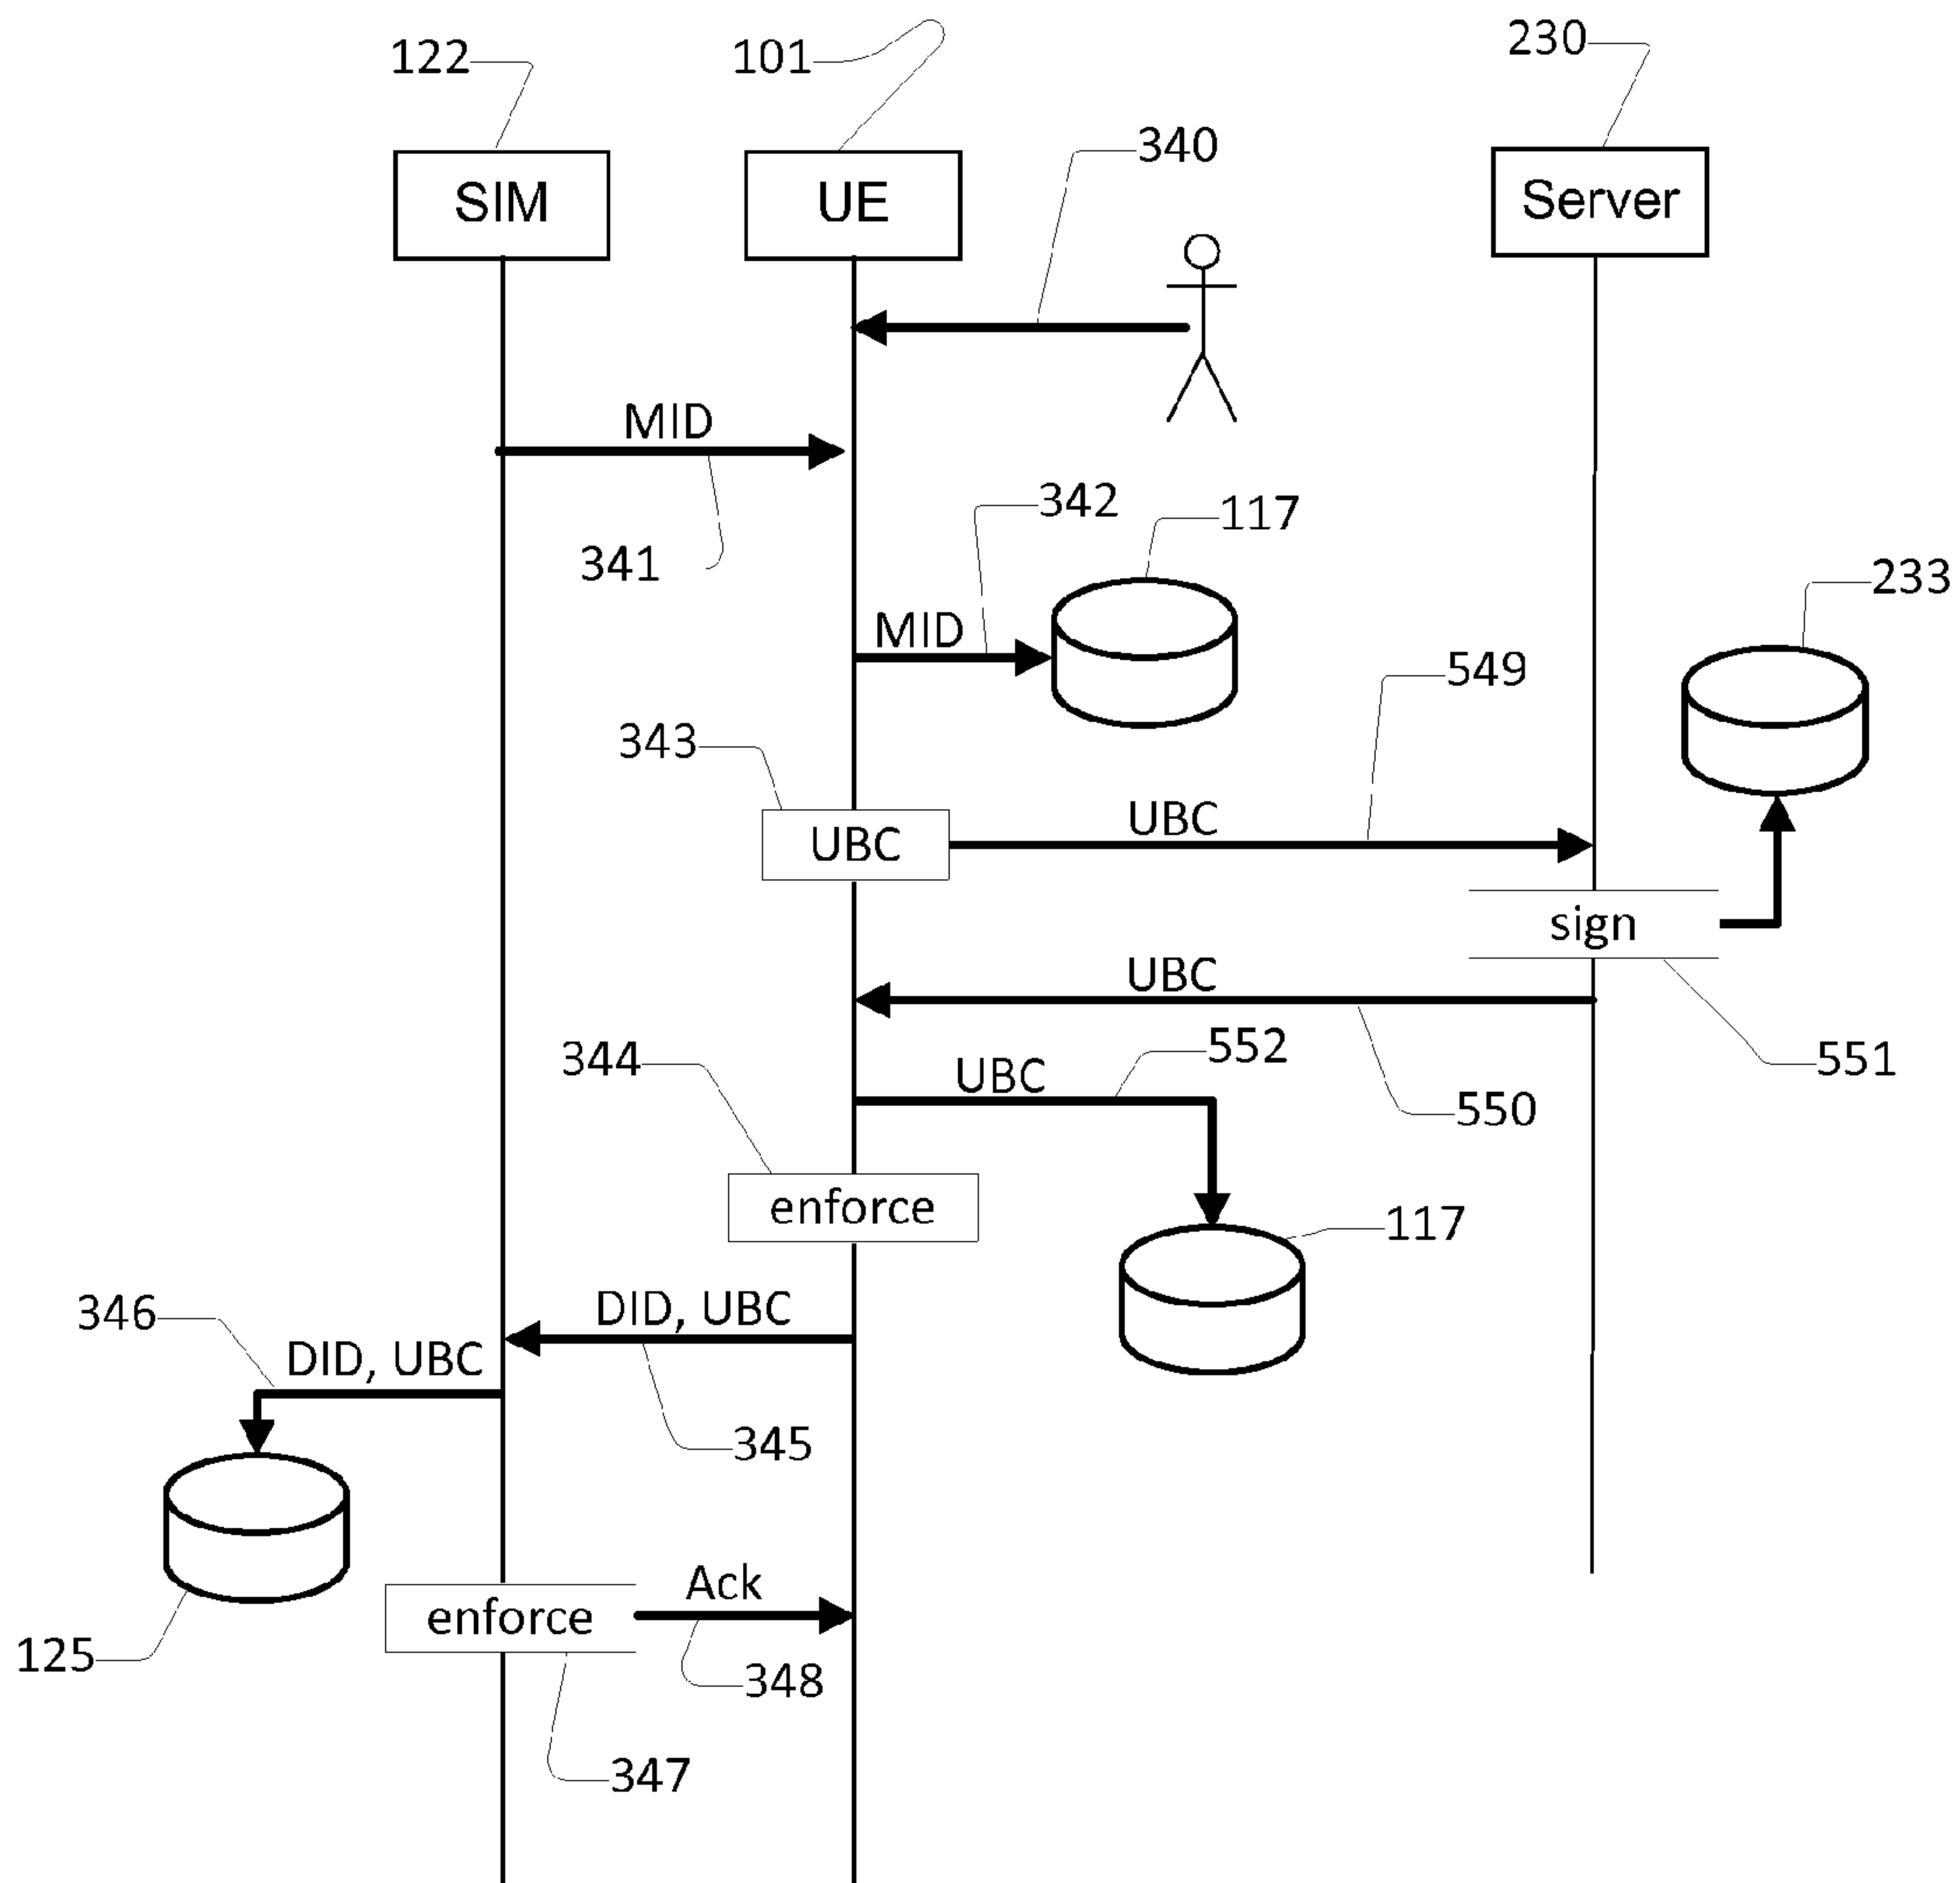 122
101
230
SIM
UE
Server
340
MID
341
342
117
MID
233
549
343
UBC
UBC
sign
UBC
551
550
344
UBC
552
enforce
117
346
DID, UBC
DID, UBC
345
125
enforce
Ack
348
347